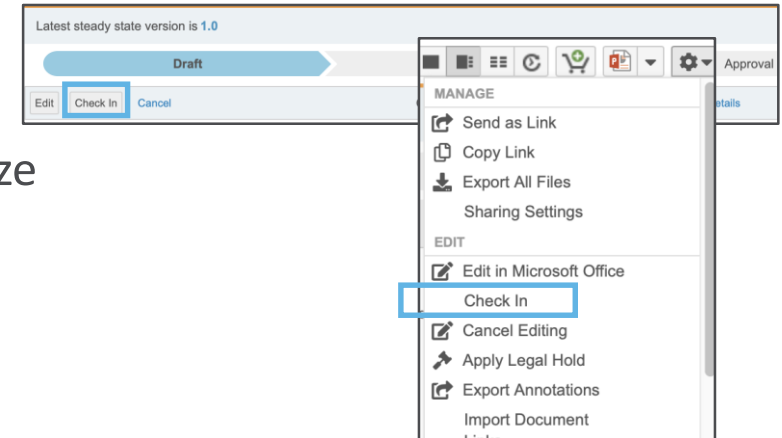 Latest steady state version is 1.0
Draft
Approval
Edit Check In Cancel
etails
ze
MANAGE
Send as Link
Copy Link
Export All Files
Sharing Settings
EDIT
Edit in Microsoft Office
Check In
Cancel Editing
Apply Legal Hold
Export Annotations
Import Document